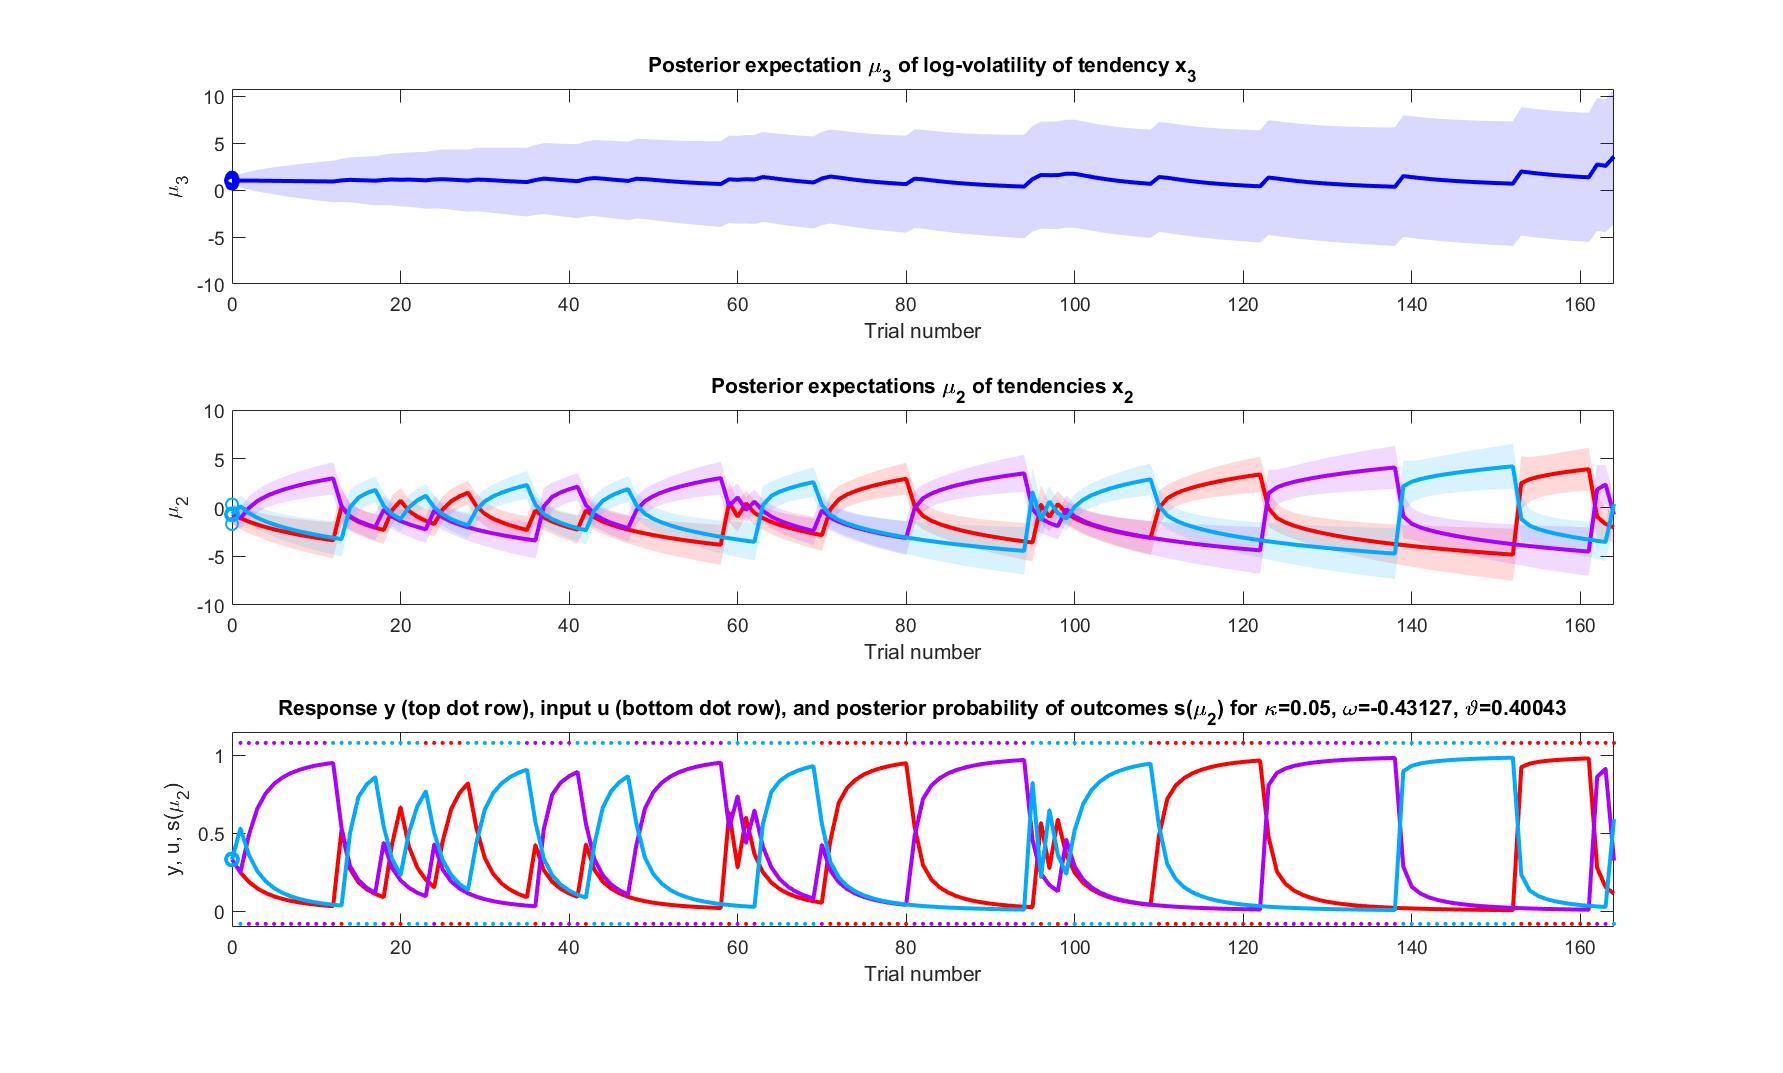 Posterior expectation μ3 of log-volatility of tendency x3
10
5
0
-5
-10
μ3
0 20 40 60 80 100 120 140 160
Trial number
Posterior expectations μ2 of tendencies x2
10
5
0
-5
-10
μ2
0 20 40 60 80 100 120 140 160
Trial number
Response y (top dot row), input u (bottom dot row), and posterior probability of outcomes s(μ2) for κ=0.05, ω=-0.43127, ϑ=0.40043
1
0.5
0
y, u, s(μ2)
0 20 40 60 80 100 120 140 160
Trial number